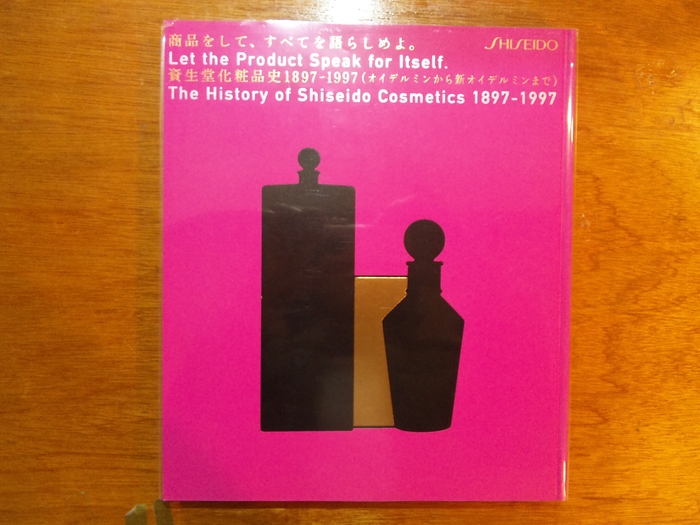 商品をして、すべてを語らしめよ。
SHISEIDO
Let the Product Speak for Itself.
資生堂化粧品史1897-1997(オイデルミンから新オイデルミンまで)
The History of Shiseido Cosmetics 1897-1997